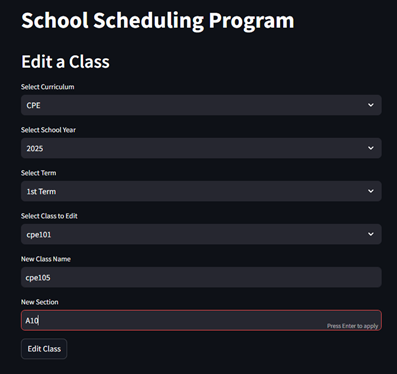 School Scheduling Program
Edit a Class
Select Curriculum
CPE
Select School Year
2025
Select Term
1st Term
Select Class to Edit
cpe101
New Class Name
cpe105
New Section
A10
Press Enter to apply
Edit Class